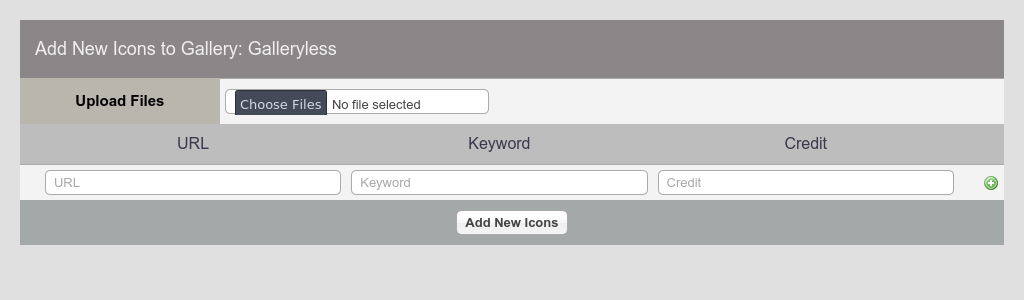 Add New Icons to Gallery: Galleryless
Upload Files
Choose Files No file selected
URL Keyword Credit
URL Keyword Credit
Add New Icons